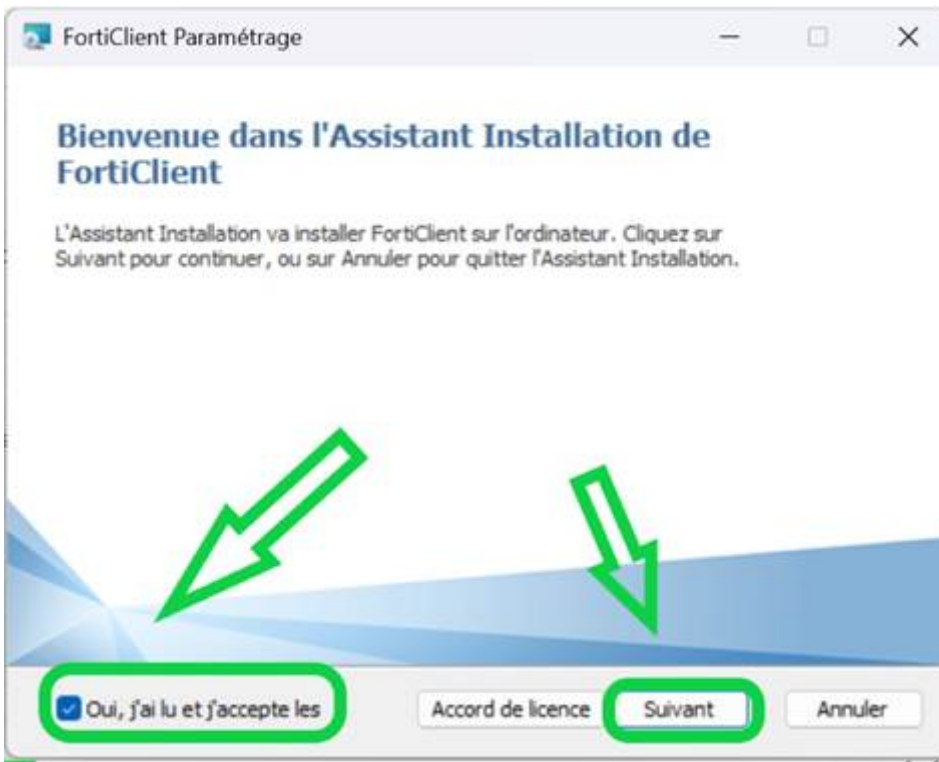 FortiClient Paramétrage
Bienvenue dans l'Assistant Installation de
FortiClient
L'Assistant Installation va installer FortiClient sur l'ordinateur. Cliquez sur
Suivant pour continuer, ou sur Annuler pour quitter l'Assistant Installation.
Oui, j'ai lu et j'accepte les Accord de licence Suivant Annuler